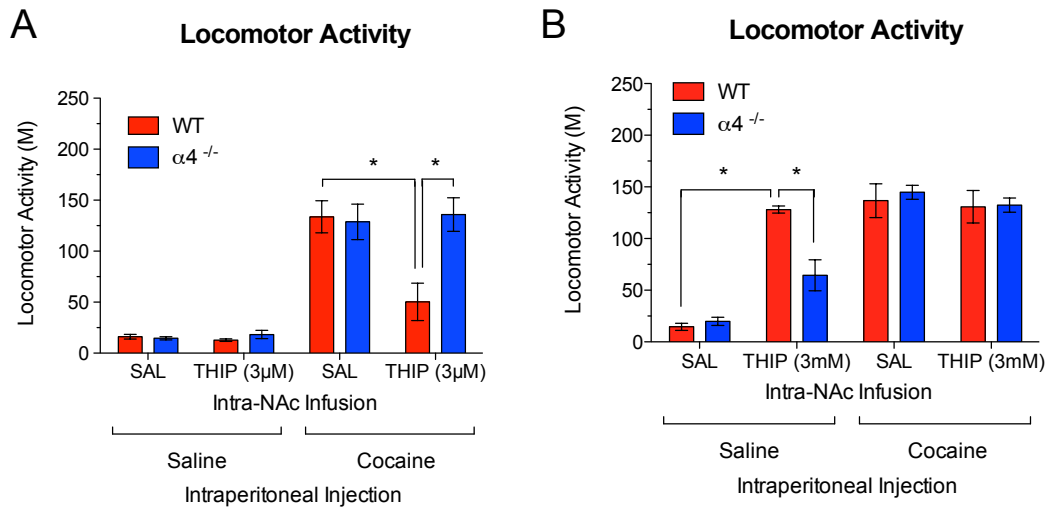 A
Locomotor Activity
Locomotor Activity (M)
250
200
150
100
50
0
WT
α4 -/-
*
*
SAL
THIP (3µM)
SAL
THIP (3µM)
Intra-NAc Infusion
Saline
Cocaine
Intraperitoneal Injection
B
Locomotor Activity
Locomotor Activity (M)
250
200
150
100
50
0
WT
α4 -/-
*
*
SAL
THIP (3mM)
SAL
THIP (3mM)
Intra-NAc Infusion
Saline
Cocaine
Intraperitoneal Injection